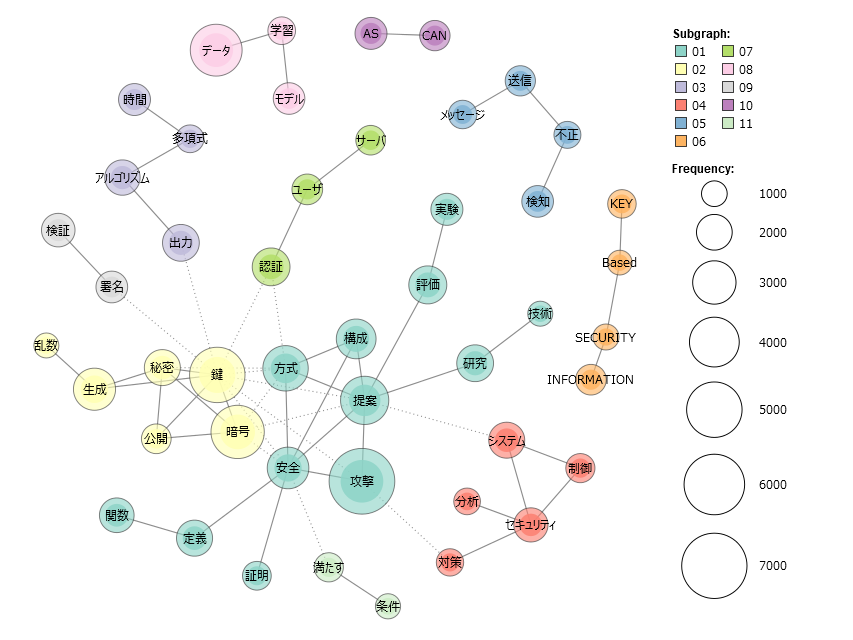 データ
学習
モデル
AS
CAN
時間
多項式
アルゴリズム
出力
送信
メッセージ
不正
検知
サーバ
ユーザ
認証
検証
署名
実験
評価
KEY
Based
SECURITY
INFORMATION
技術
研究
構成
方式
提案
乱数
秘密
生成
鍵
公開
暗号
安全
攻撃
システム
制御
分析
セキュリティ
対策
関数
定義
証明
満たす
条件
Subgraph:
01 07
02 08
03 09
04 10
05 11
06
Frequency:
1000
2000
3000
4000
5000
6000
7000